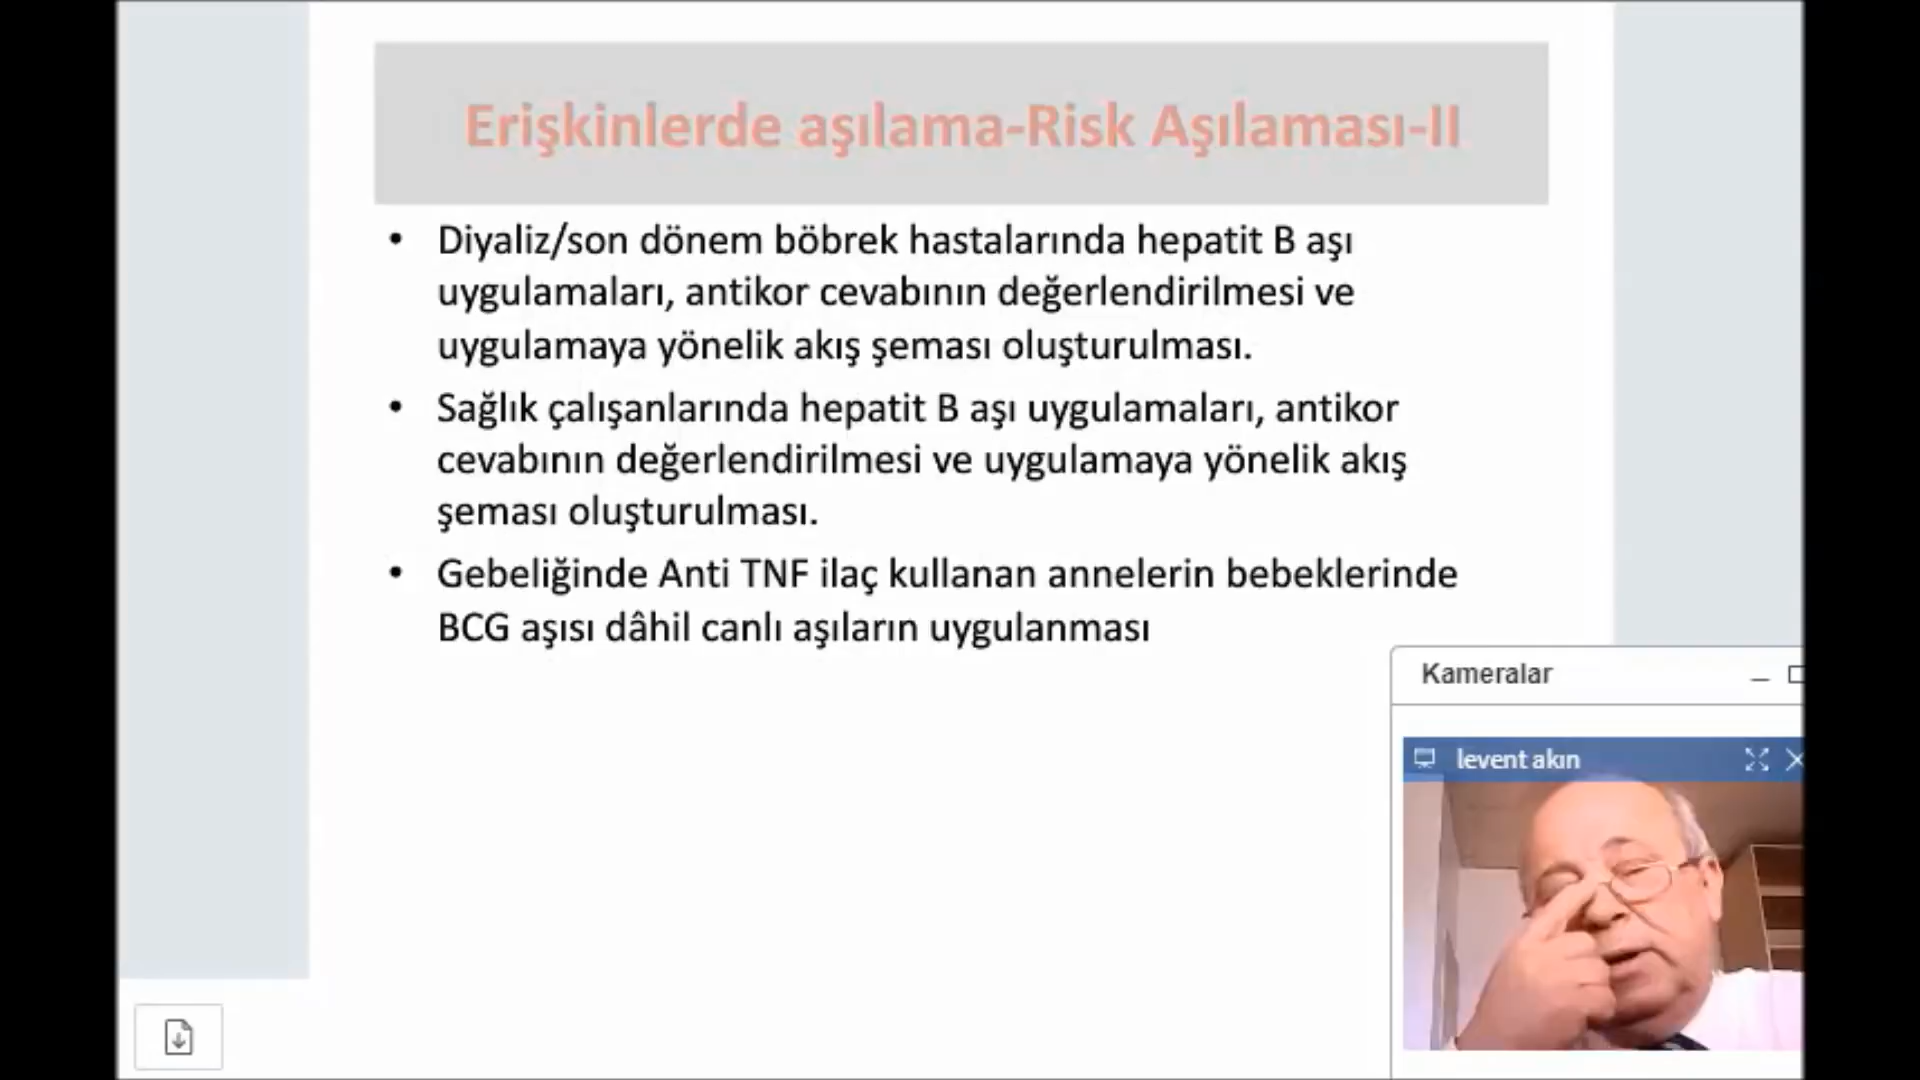 Erişkinlerde aşılama-Risk Aşılaması-II
• Diyaliz/son dönem böbrek hastalarında hepatit B aşı
uygulamaları, antikor cevabının değerlendirilmesi ve
uygulamaya yönelik akış şeması oluşturulması.
• Sağlık çalışanlarında hepatit B aşı uygulamaları, antikor
cevabının değerlendirilmesi ve uygulamaya yönelik akış
şeması oluşturulması.
• Gebeliğinde Anti TNF ilaç kullanan annelerin bebeklerinde
BCG aşısı dâhil canlı aşıların uygulanması
Kameralar
levent akın